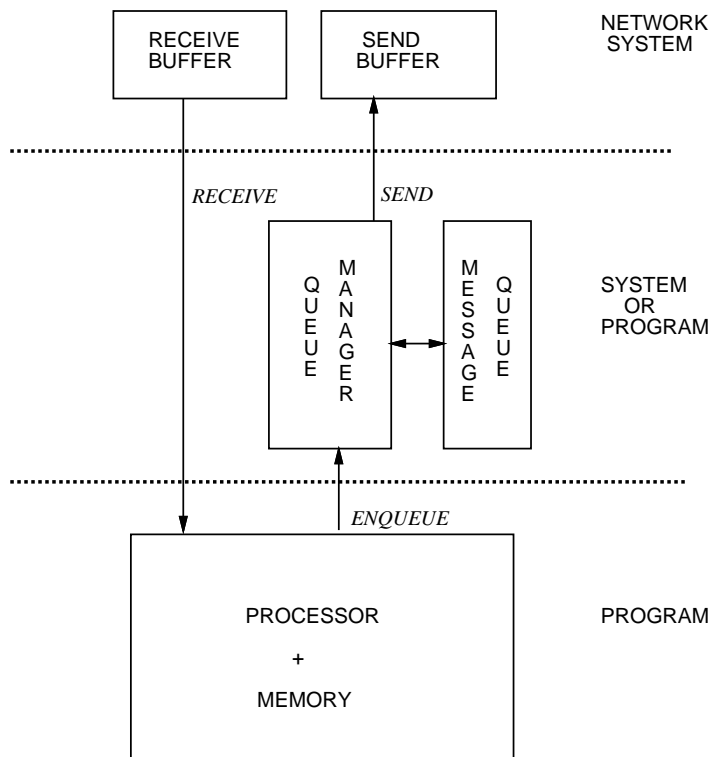 RECEIVE
BUFFER
SEND
BUFFER
NETWORK
SYSTEM
RECEIVE
SEND
QUEUE
MANAGER
MESSAGE
QUEUE
SYSTEM
OR
PROGRAM
ENQUEUE
PROCESSOR
+
MEMORY
PROGRAM